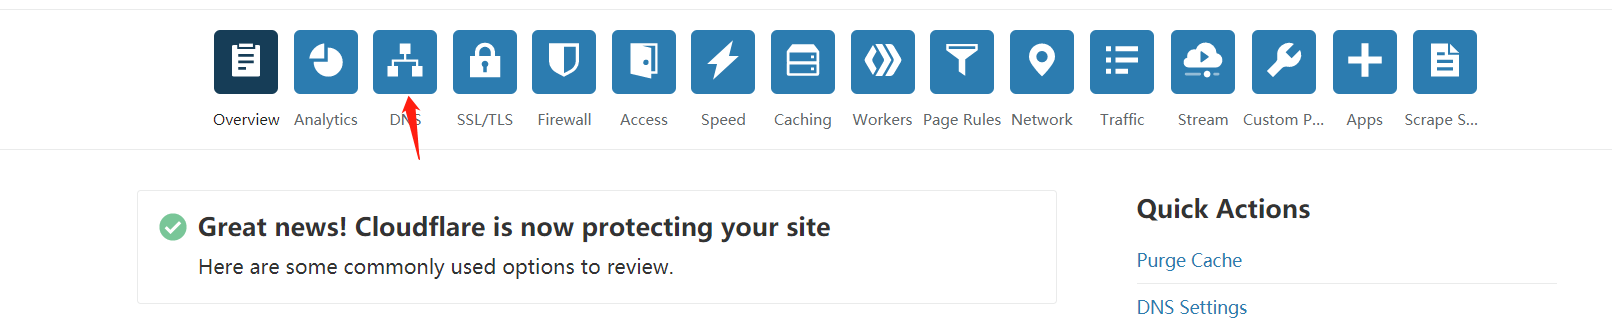 Overview Analytics DNS SSL/TLS Firewall Access Speed Caching Workers Page Rules Network Traffic Stream Custom P... Apps Scrape S...
Great news! Cloudflare is now protecting your site
Here are some commonly used options to review.
Quick Actions
Purge Cache
DNS Settings